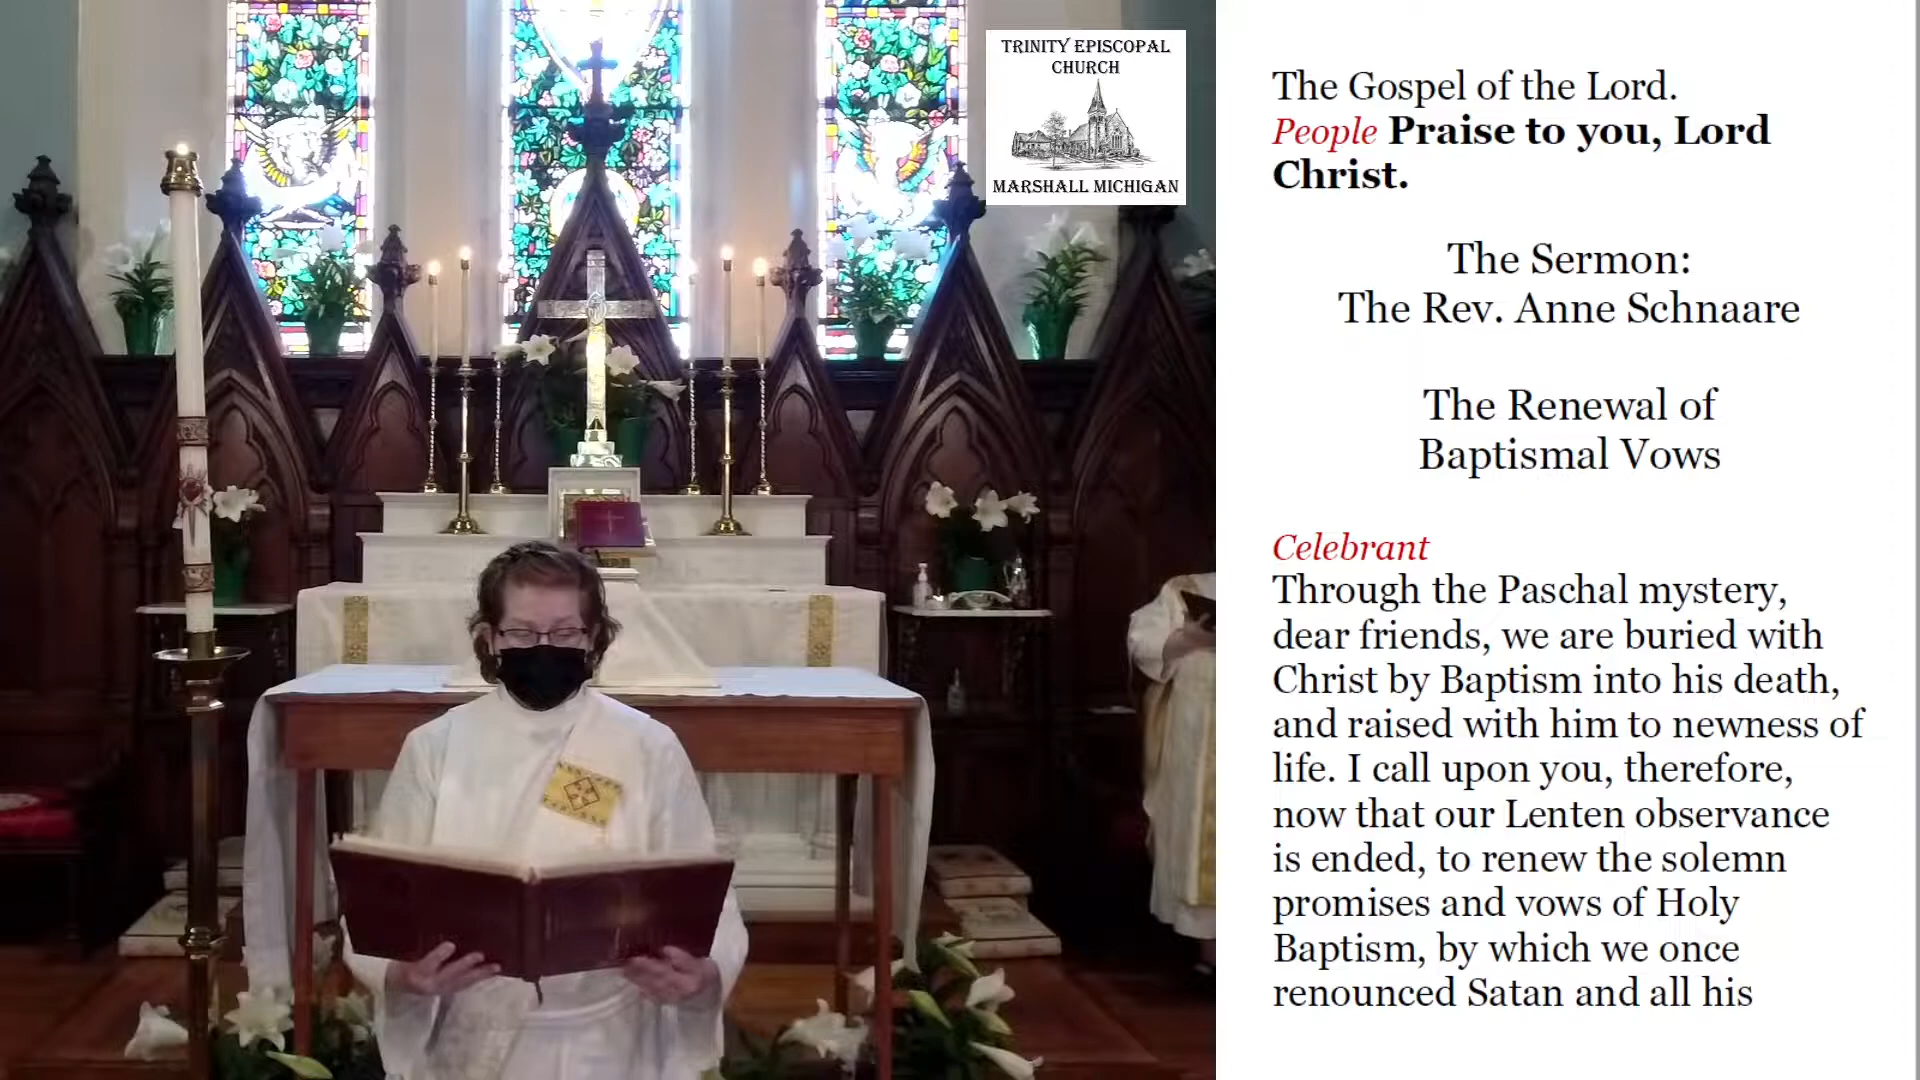 TRINITY EPISCOPAL
CHURCH
MARSHALL MICHIGAN
The Gospel of the Lord.
People Praise to you, Lord
Christ.
The Sermon:
The Rev. Anne Schnaare
The Renewal of
Baptismal Vows
Celebrant
Through the Paschal mystery,
dear friends, we are buried with
Christ by Baptism into his death,
and raised with him to newness of
life. I call upon you, therefore,
now that our Lenten observance
is ended, to renew the solemn
promises and vows of Holy
Baptism, by which we once
renounced Satan and all his